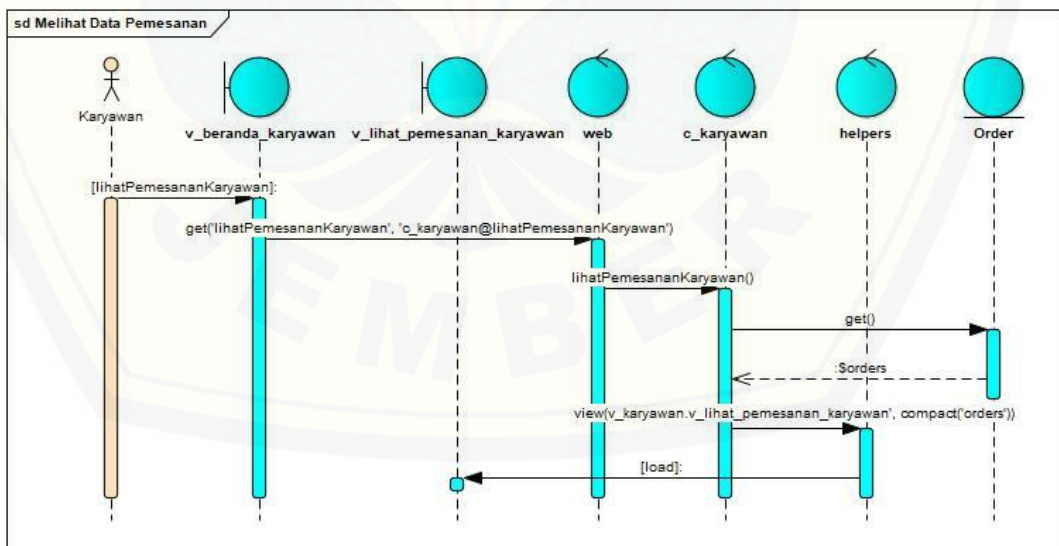 sd Melihat Data Pemesanan
Karyawan
v_beranda_karyawan
v_lihat_pemesanan_karyawan
web
c_karyawan
helpers
Order
[lihatPemesananKaryawan]:
get('lihatPemesananKaryawan', 'c_karyawan@lihatPemesananKaryawan')
lihatPemesananKaryawan()
get()
:$orders
view(v_karyawan.v_lihat_pemesanan_karyawan', compact('orders'))
[load]:
JEMBER